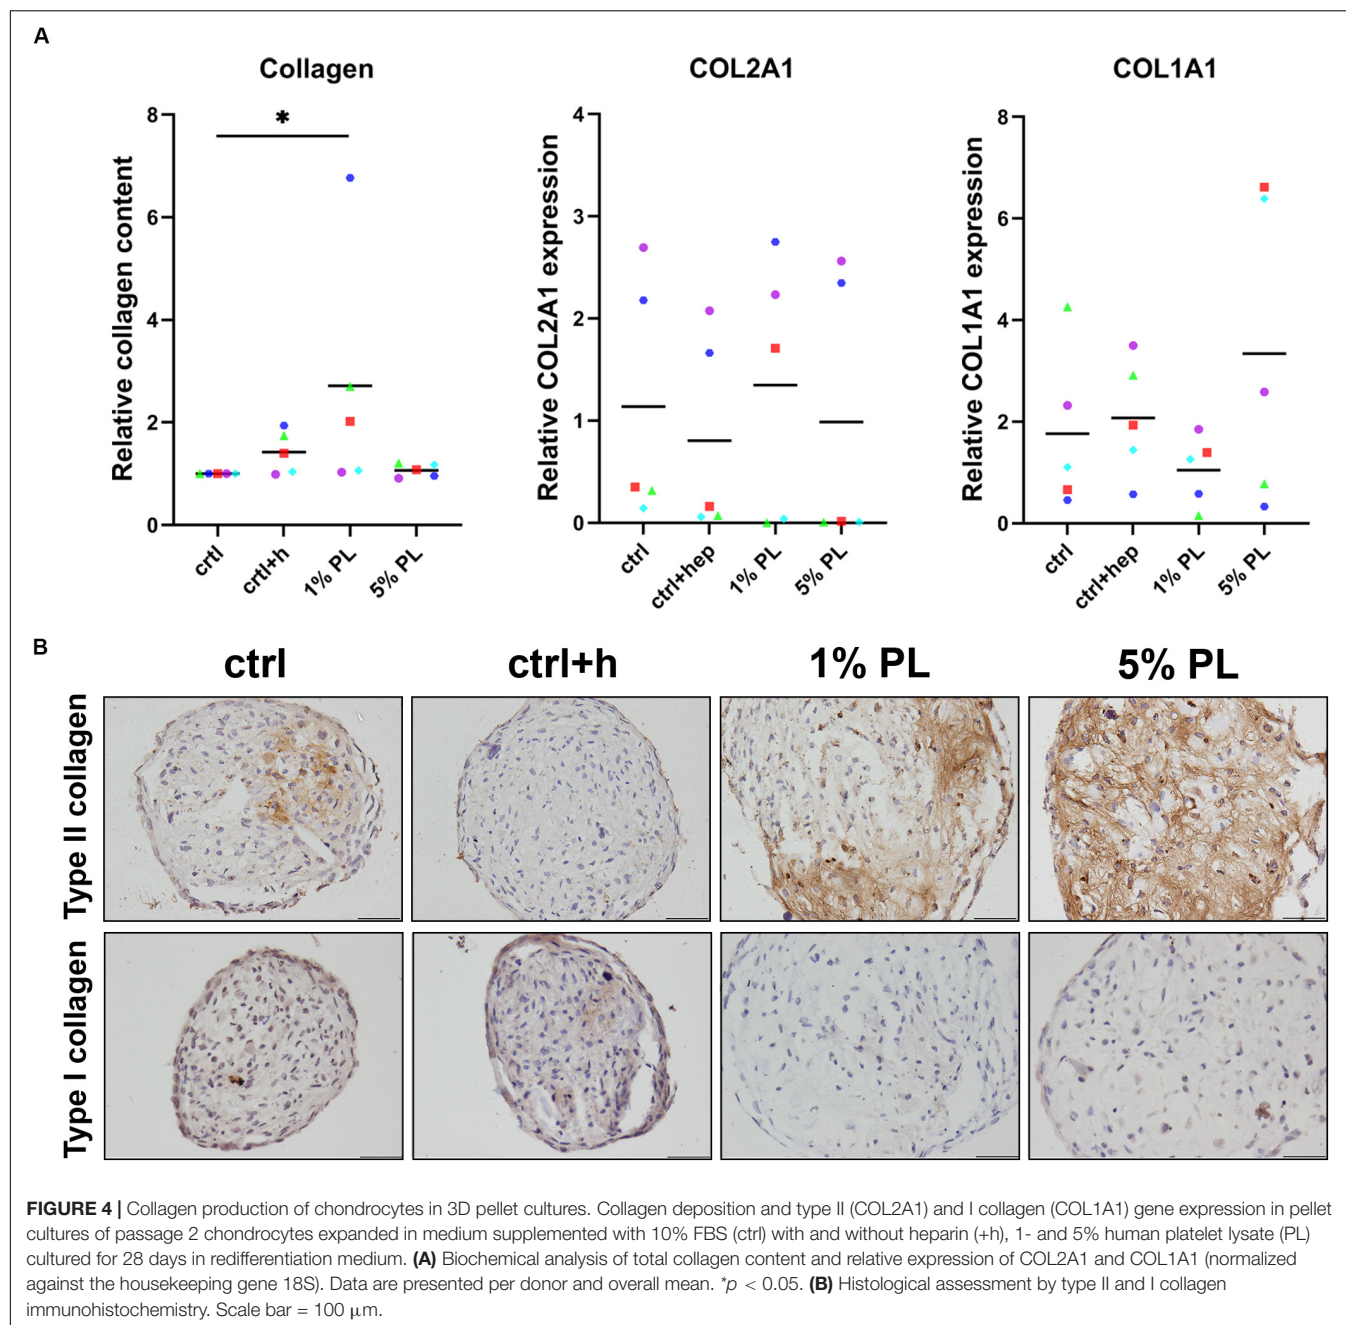 A
Collagen
COL2A1
COL1A1
Relative collagen content
8
6
4
2
0
*
crtl
crtl+h
1% PL
5% PL
Relative COL2A1 expression
4
3
2
1
0
ctrl
ctrl+hep
1% PL
5% PL
Relative COL1A1 expression
8
6
4
2
0
ctrl
ctrl+hep
1% PL
5% PL
B
ctrl
ctrl+h
1% PL
5% PL
Type II collagen
Type I collagen
FIGURE 4 | Collagen production of chondrocytes in 3D pellet cultures. Collagen deposition and type II (COL2A1) and I collagen (COL1A1) gene expression in pellet
cultures of passage 2 chondrocytes expanded in medium supplemented with 10% FBS (ctrl) with and without heparin (+h), 1- and 5% human platelet lysate (PL)
cultured for 28 days in redifferentiation medium. (A) Biochemical analysis of total collagen content and relative expression of COL2A1 and COL1A1 (normalized
against the housekeeping gene 18S). Data are presented per donor and overall mean. *p < 0.05. (B) Histological assessment by type II and I collagen
immunohistochemistry. Scale bar = 100 μm.